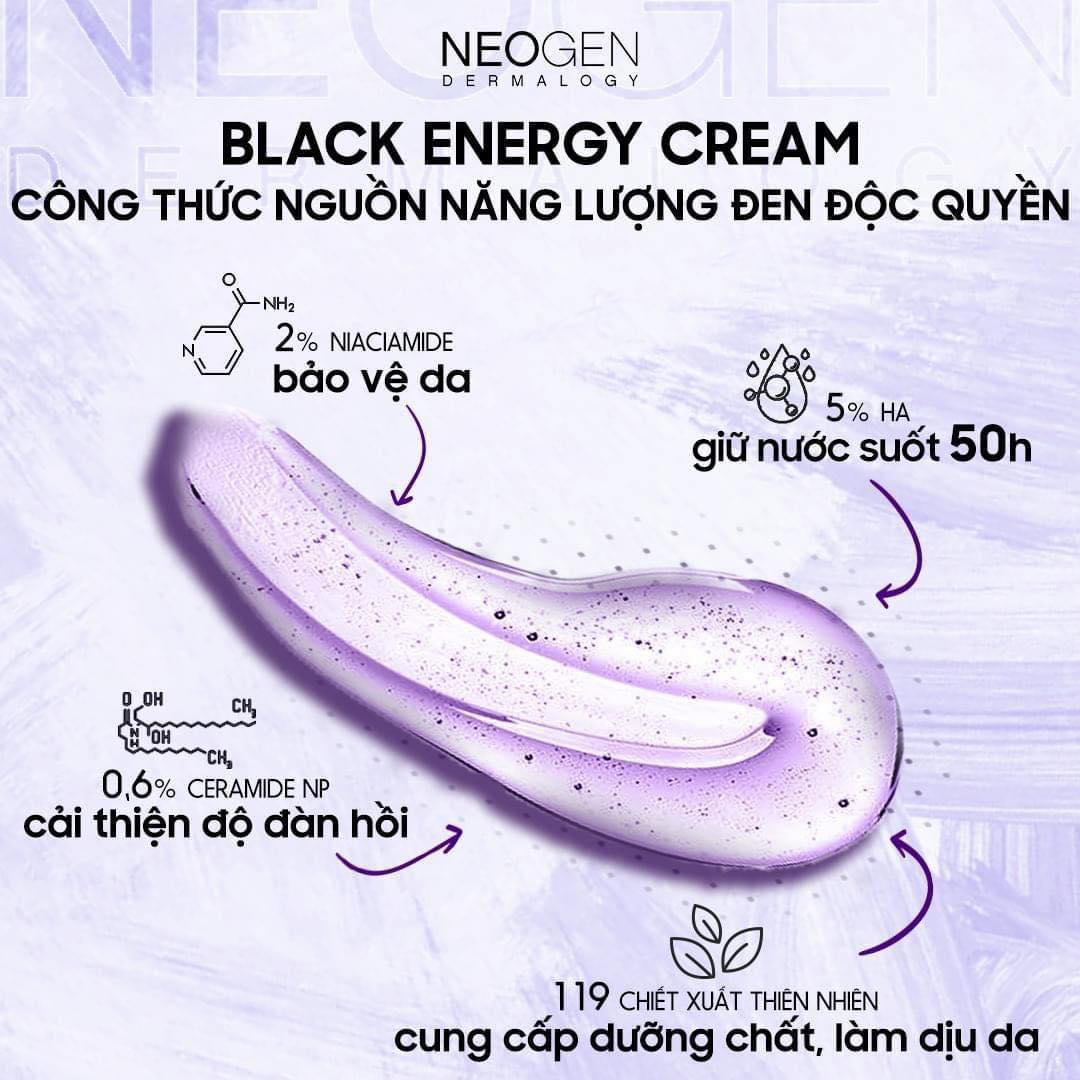 NEOGEN
DERMALOGY
NEOGEN
DERMALOGY
BLACK ENERGY CREAM
CÔNG THỨC NGUỒN NĂNG LƯỢNG ĐEN ĐỘC QUYỀN
O
NH₂
N
2% NIACIAMIDE
bảo vệ da
5% HA
giữ nước suốt 50h
O OH
CH₃
N OH
H
CH₃
0,6% CERAMIDE NP
cải thiện độ đàn hồi
119 CHIẾT XUẤT THIÊN NHIÊN
cung cấp dưỡng chất, làm dịu da